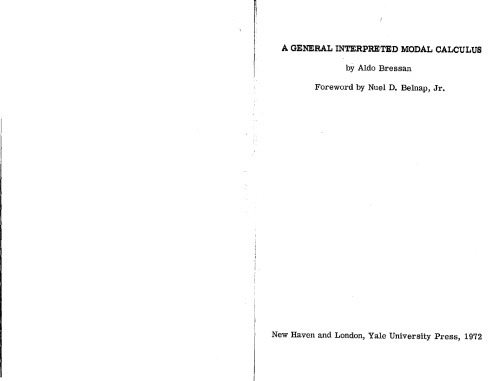 A GENERAL INTERPRETED MODAL CALCULUS
by Aldo Bressan
Foreword by Nuel D. Belnap, Jr.
New Haven and London, Yale University Press, 1972